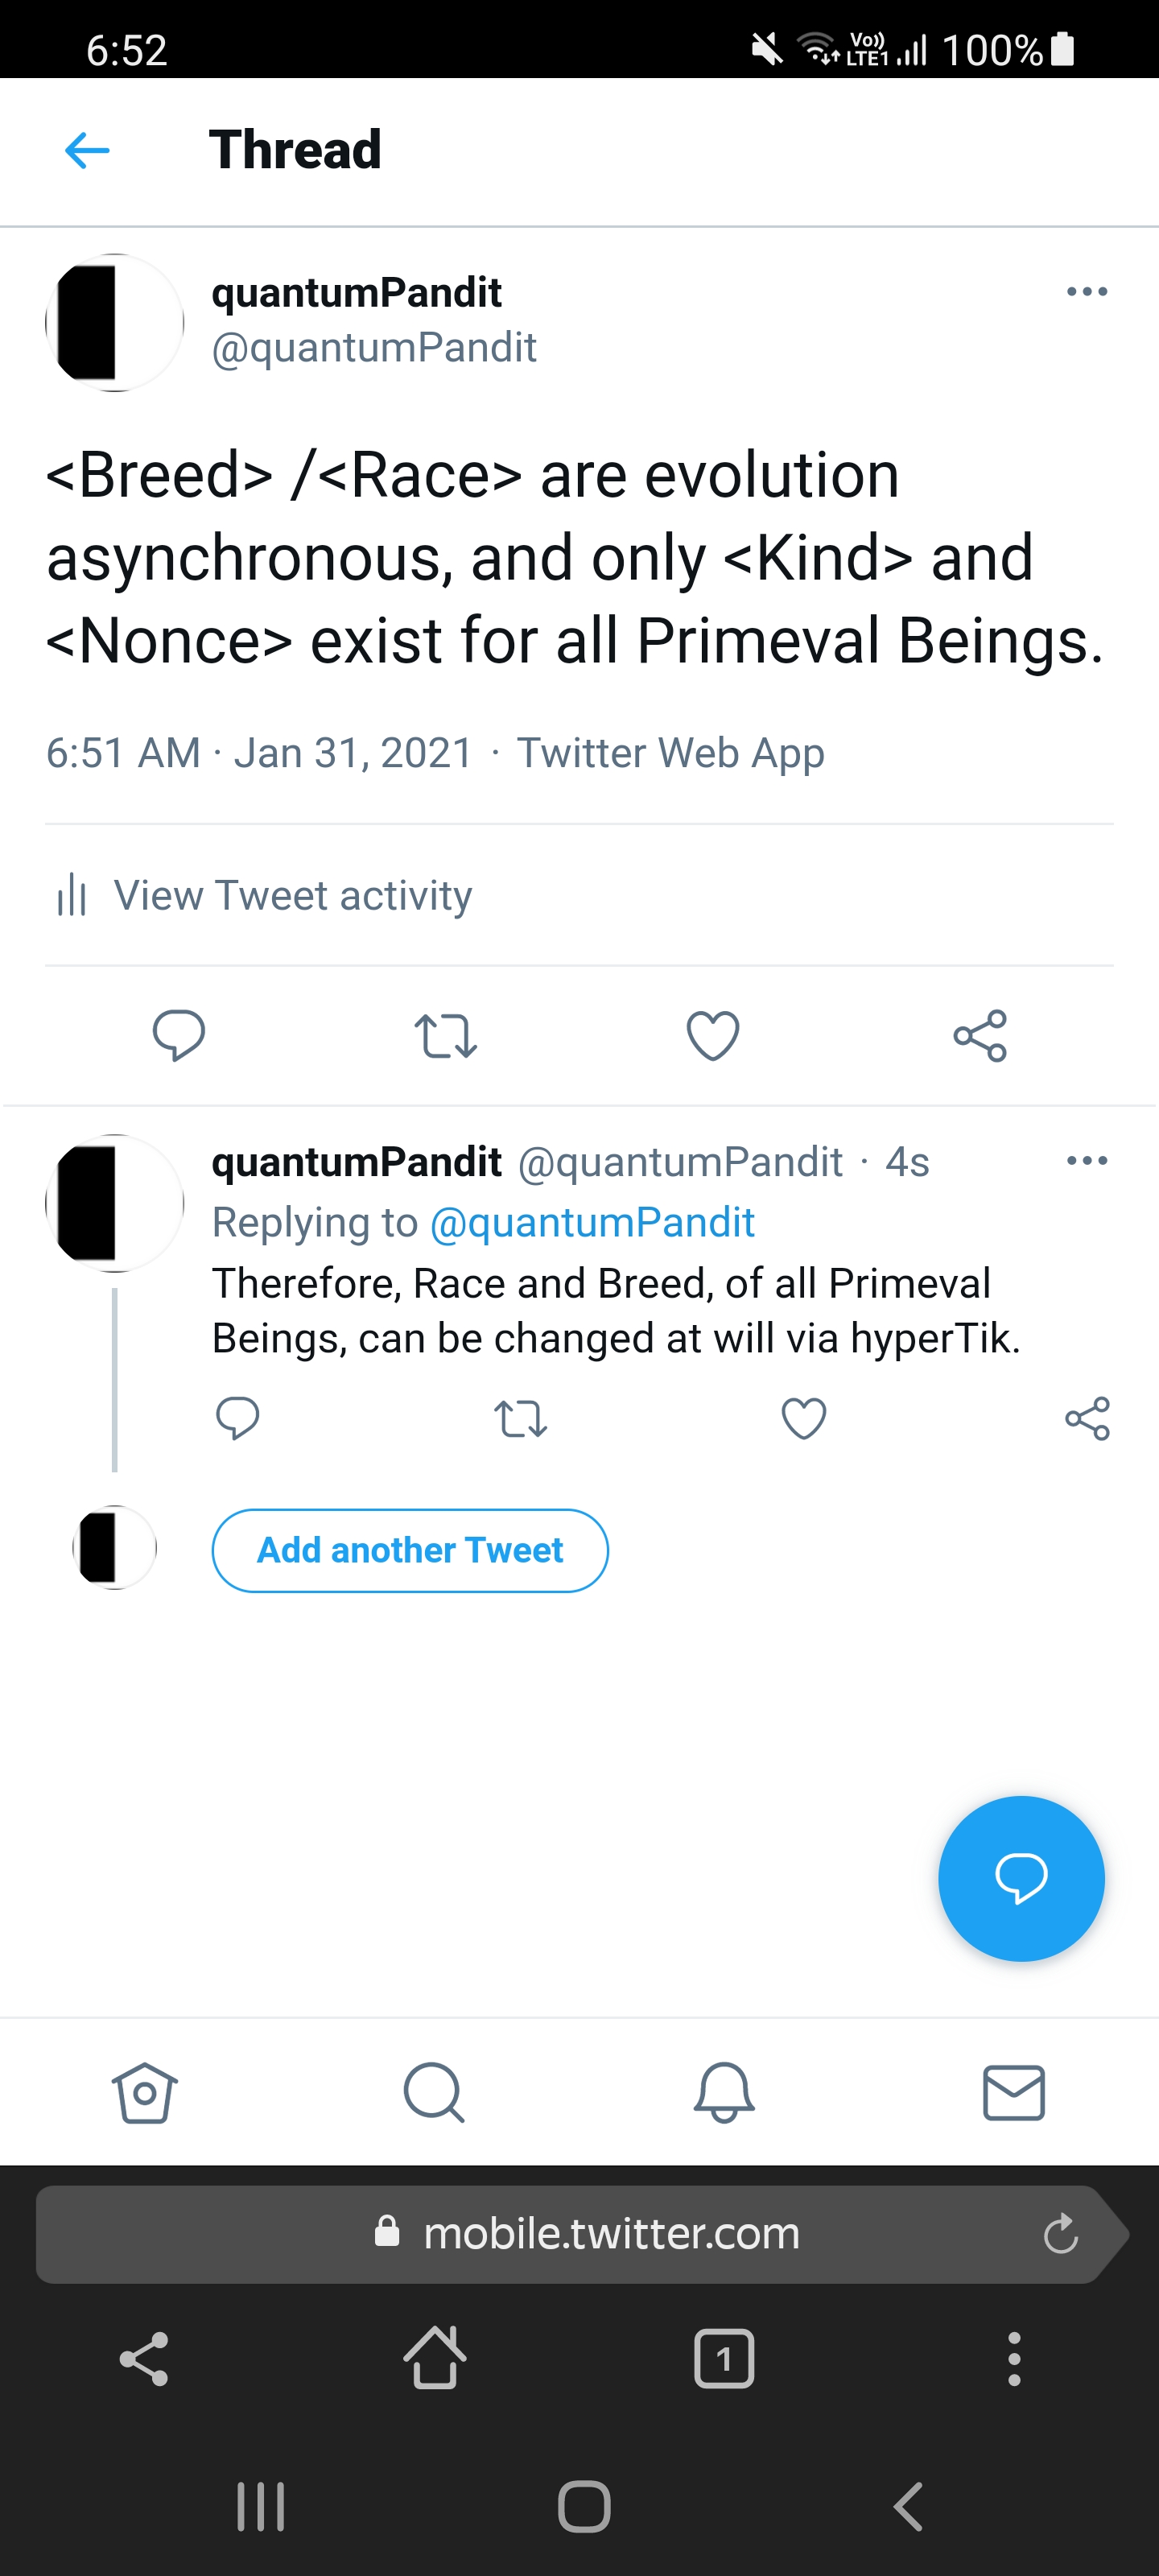 6:52
Vo)) LTE1 100%
Thread
quantumPandit
@quantumPandit
<Breed> /<Race> are evolution
asynchronous, and only <Kind> and
<Nonce> exist for all Primeval Beings.
6:51 AM · Jan 31, 2021 · Twitter Web App
View Tweet activity
quantumPandit @quantumPandit · 4s
Replying to @quantumPandit
Therefore, Race and Breed, of all Primeval
Beings, can be changed at will via hyperTik.
Add another Tweet
mobile.twitter.com
1